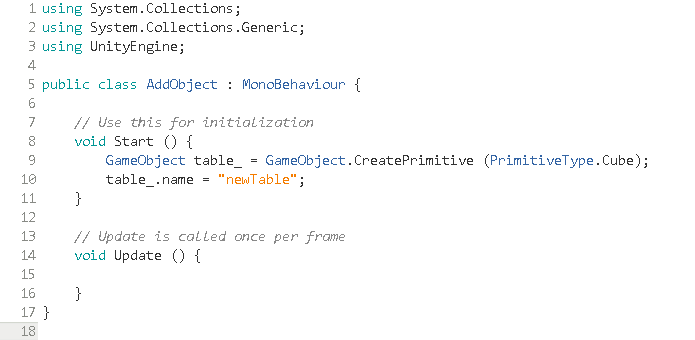 1 using System.Collections;
2 using System.Collections.Generic;
3 using UnityEngine;
4
5 public class AddObject : MonoBehaviour {
6
7     // Use this for initialization
8     void Start () {
9         GameObject table_ = GameObject.CreatePrimitive (PrimitiveType.Cube);
10         table_.name = "newTable";
11     }
12
13     // Update is called once per frame
14     void Update () {
15
16     }
17 }
18